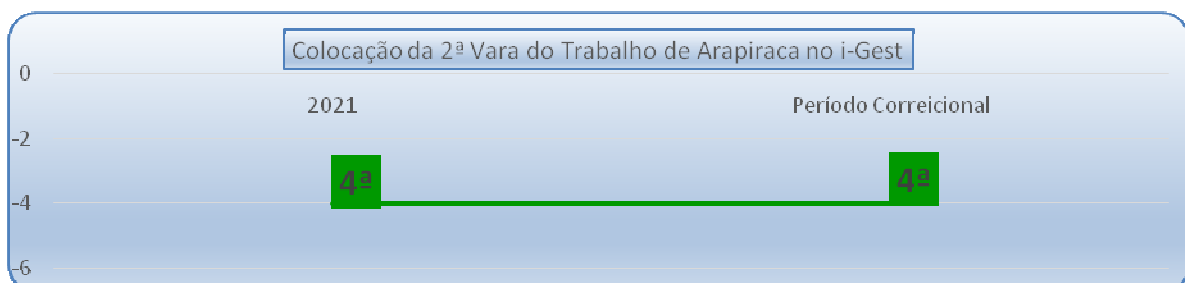 Colocação da 2ª Vara do Trabalho de Arapiraca no i-Gest
0
2021
Período Correicional
-2
4ª
4ª
-4
-6